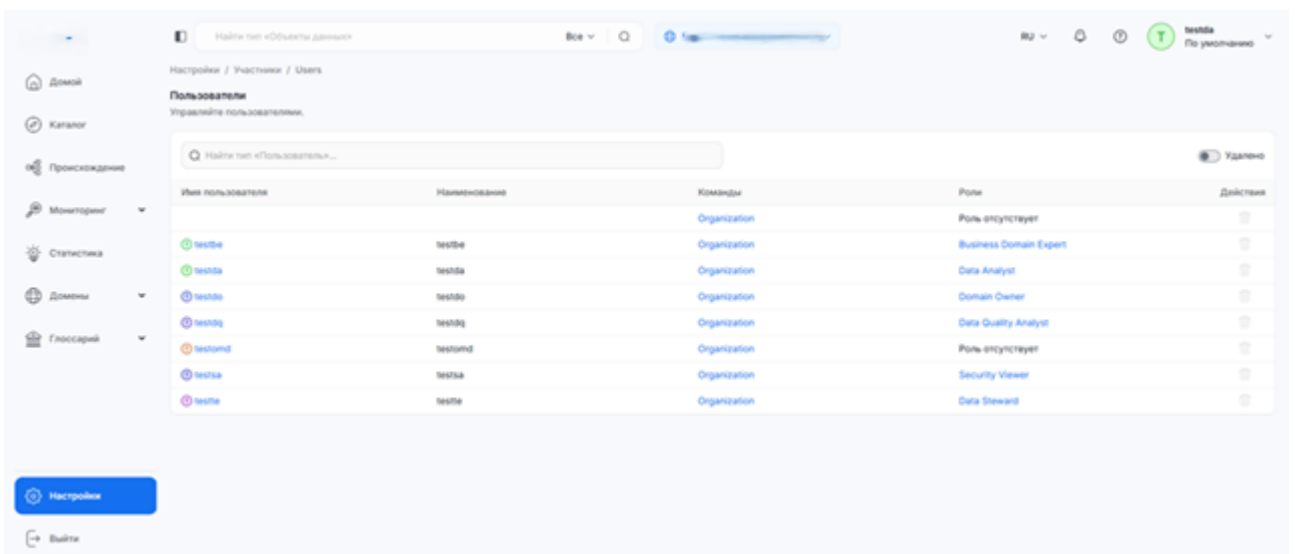 Найти тип «Объекты данных»
Все
RU
T
testda
По умолчанию
Домой
Каталог
Происхождение
Мониторинг
Статистика
Домены
Глоссарий
Настройки
Выйти
Настройки / Участники / Users
Пользователи
Управляйте пользователями.
Найти тип «Пользователь»...
Удалено
Имя пользователя Наименование Команды Роли Действия
Organization Роль отсутствует
testbe testbe Organization Business Domain Expert
testda testda Organization Data Analyst
testdo testdo Organization Domain Owner
testdq testdq Organization Data Quality Analyst
testomd testomd Organization Роль отсутствует
testsa testsa Organization Security Viewer
testte testte Organization Data Steward